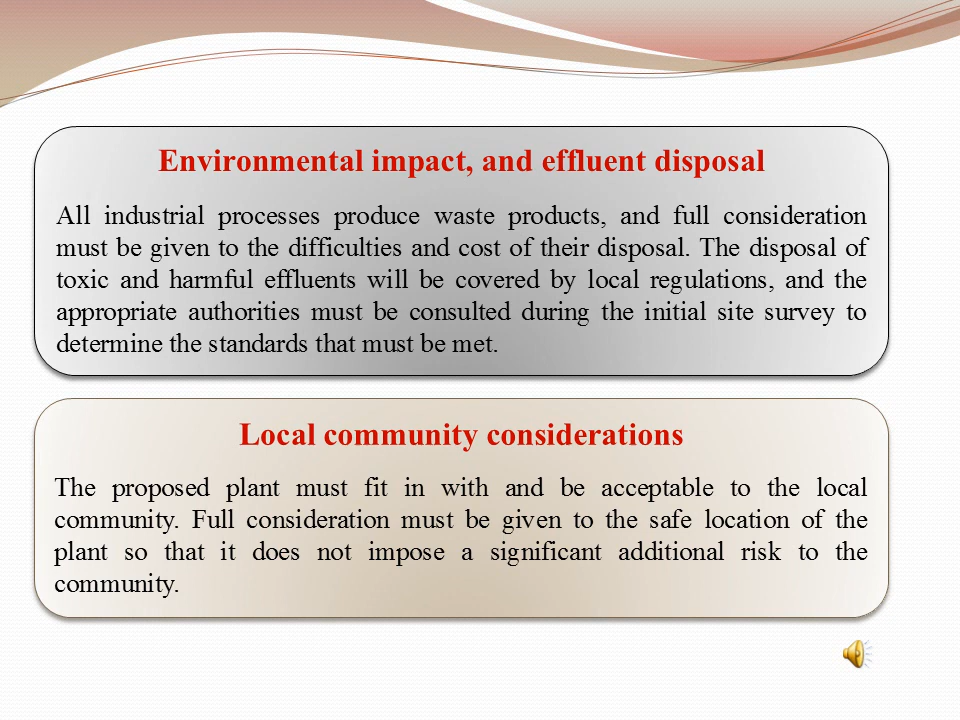 Environmental impact, and effluent disposal
All industrial processes produce waste products, and full consideration
must be given to the difficulties and cost of their disposal. The disposal of
toxic and harmful effluents will be covered by local regulations, and the
appropriate authorities must be consulted during the initial site survey to
determine the standards that must be met.
Local community considerations
The proposed plant must fit in with and be acceptable to the local
community. Full consideration must be given to the safe location of the
plant so that it does not impose a significant additional risk to the
community.